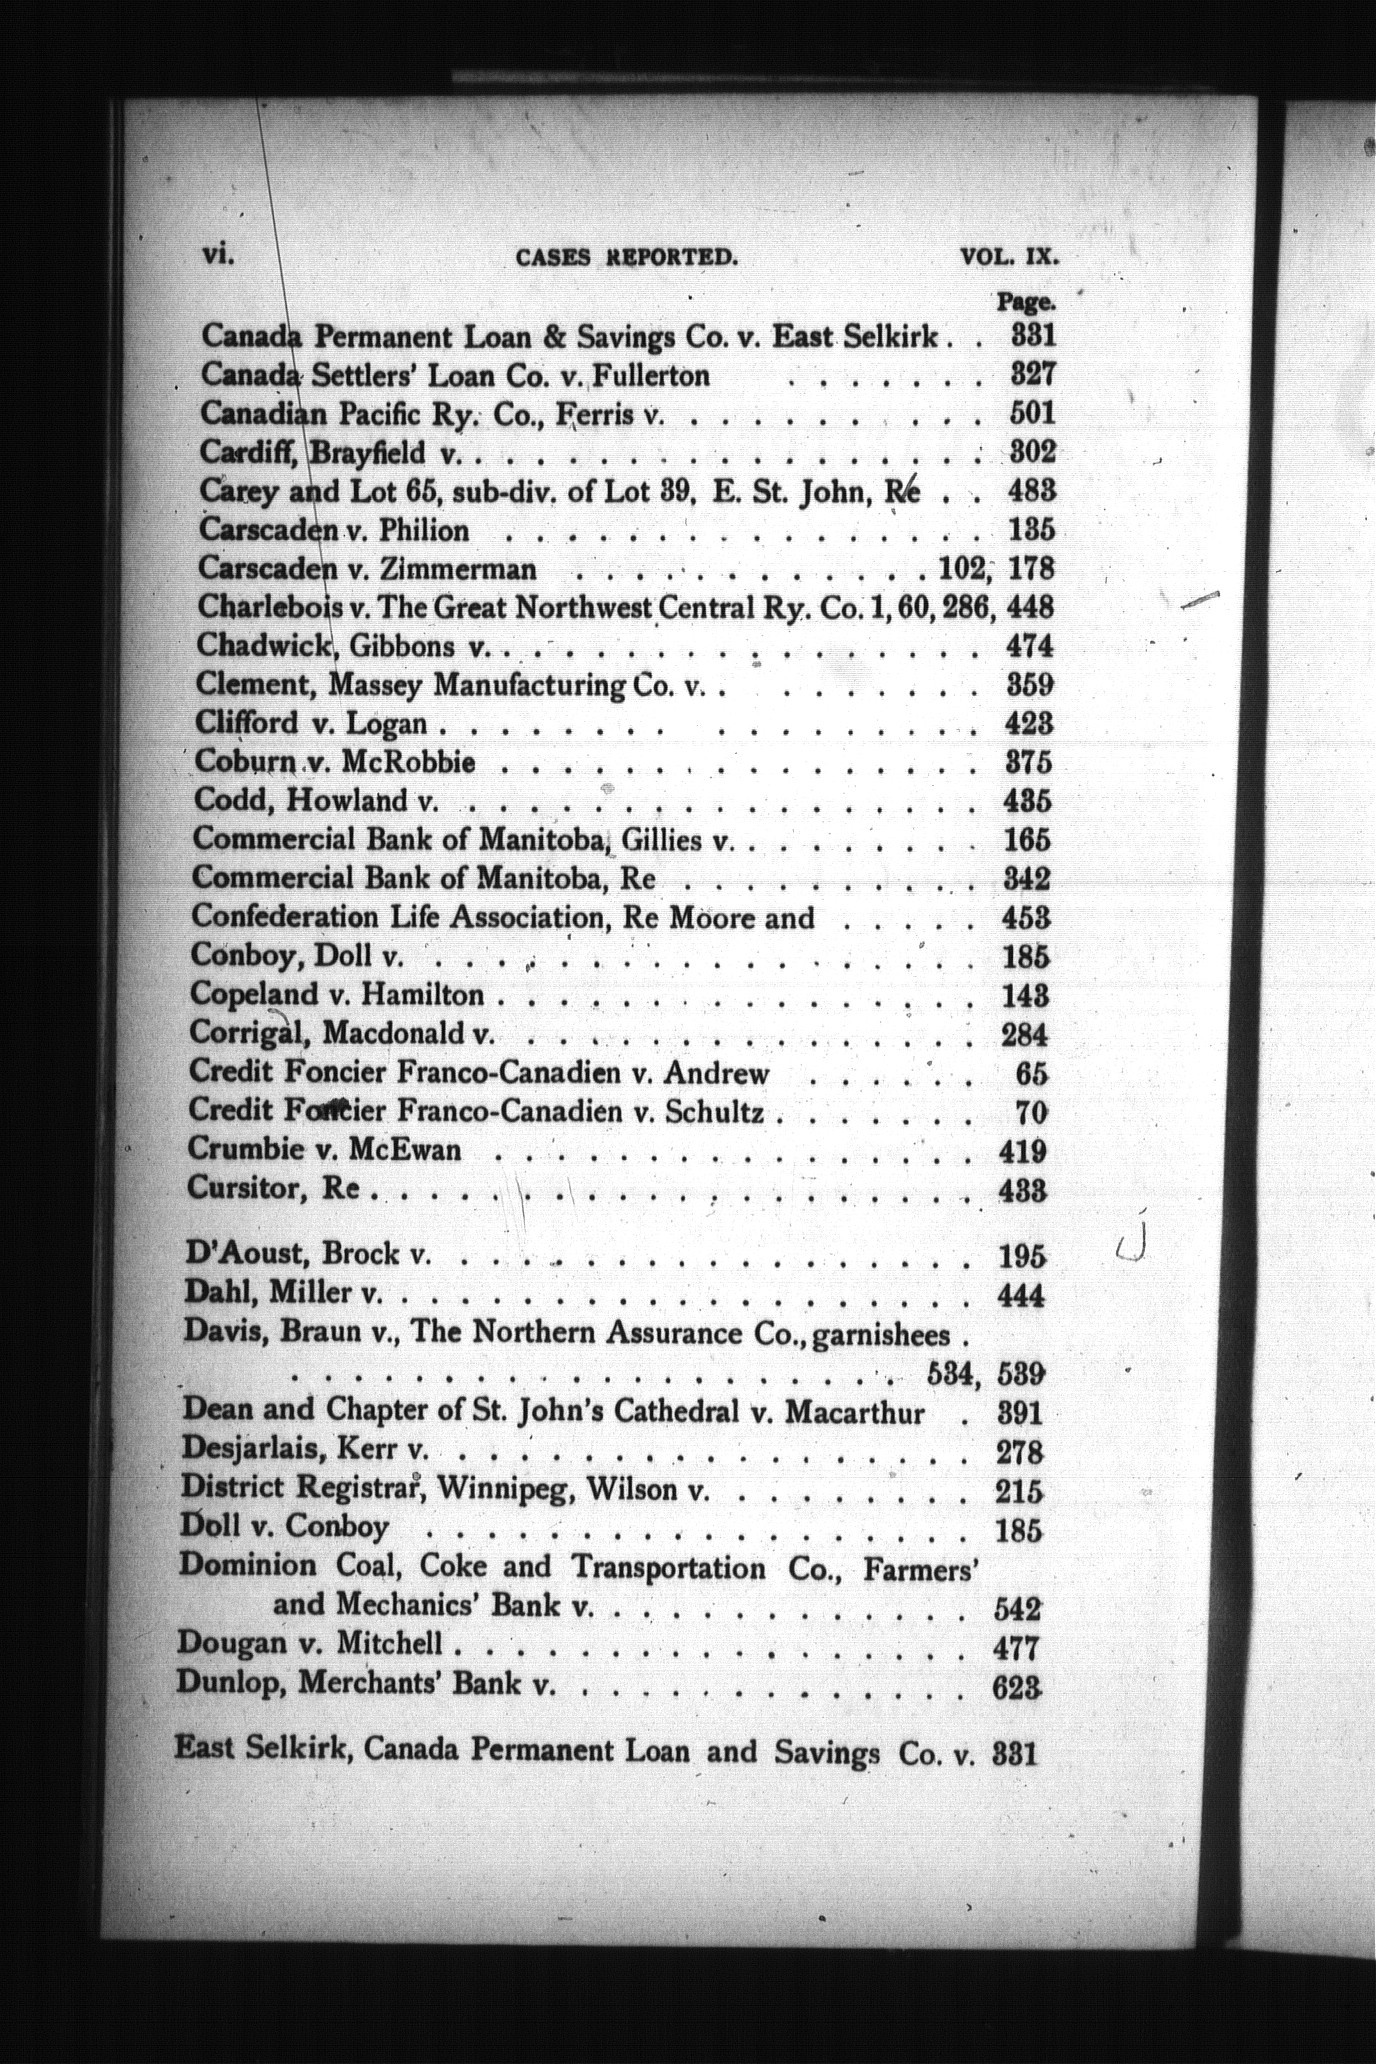 vi. CASES REPORTED. VOL. IX.
Page.
Canada Permanent Loan & Savings Co. v. East Selkirk . . 331
Canada Settlers' Loan Co. v. Fullerton . . . . . . . 327
Canadian Pacific Ry. Co., Ferris v. . . . . . . . . . . 501
Cardiff, Brayfield v. . . . . . . . . . . . . . . . . . 302
Carey and Lot 65, sub-div. of Lot 39, E. St. John, Re . . 483
Carscaden v. Philion . . . . . . . . . . . . . . . . 135
Carscaden v. Zimmerman . . . . . . . . . . . . 102, 178
Charlebois v. The Great Northwest Central Ry. Co. 1, 60, 286, 448
Chadwick, Gibbons v. . . . . . . . . . . . . . . . . 474
Clement, Massey Manufacturing Co. v. . . . . . . . . 359
Clifford v. Logan . . . . . . . . . . . . . . . . . 423
Coburn v. McRobbie . . . . . . . . . . . . . . . . 375
Codd, Howland v. . . . . . . . . . . . . . . . . . 435
Commercial Bank of Manitoba, Gillies v. . . . . . . . . 165
Commercial Bank of Manitoba, Re . . . . . . . . . . 342
Confederation Life Association, Re Moore and . . . . . 453
Conboy, Doll v. . . . . . . . . . . . . . . . . . . 185
Copeland v. Hamilton . . . . . . . . . . . . . . . . 143
Corrigal, Macdonald v. . . . . . . . . . . . . . . . 284
Credit Foncier Franco-Canadien v. Andrew . . . . . . 65
Credit Foncier Franco-Canadien v. Schultz . . . . . . . 70
Crumbie v. McEwan . . . . . . . . . . . . . . . . 419
Cursitor, Re . . . . . . . . . . . . . . . . . . . . 433
D'Aoust, Brock v. . . . . . . . . . . . . . . . . . 195
Dahl, Miller v. . . . . . . . . . . . . . . . . . . . 444
Davis, Braun v., The Northern Assurance Co., garnishees .
. . . . . . . . . . . . . . . . . . . . 534, 539
Dean and Chapter of St. John's Cathedral v. Macarthur . 391
Desjarlais, Kerr v. . . . . . . . . . . . . . . . . . 278
District Registrar, Winnipeg, Wilson v. . . . . . . . . 215
Doll v. Conboy . . . . . . . . . . . . . . . . . . 185
Dominion Coal, Coke and Transportation Co., Farmers'
and Mechanics' Bank v. . . . . . . . . . . . . . 542
Dougan v. Mitchell . . . . . . . . . . . . . . . . . 477
Dunlop, Merchants' Bank v. . . . . . . . . . . . . . 623
East Selkirk, Canada Permanent Loan and Savings Co. v. 331